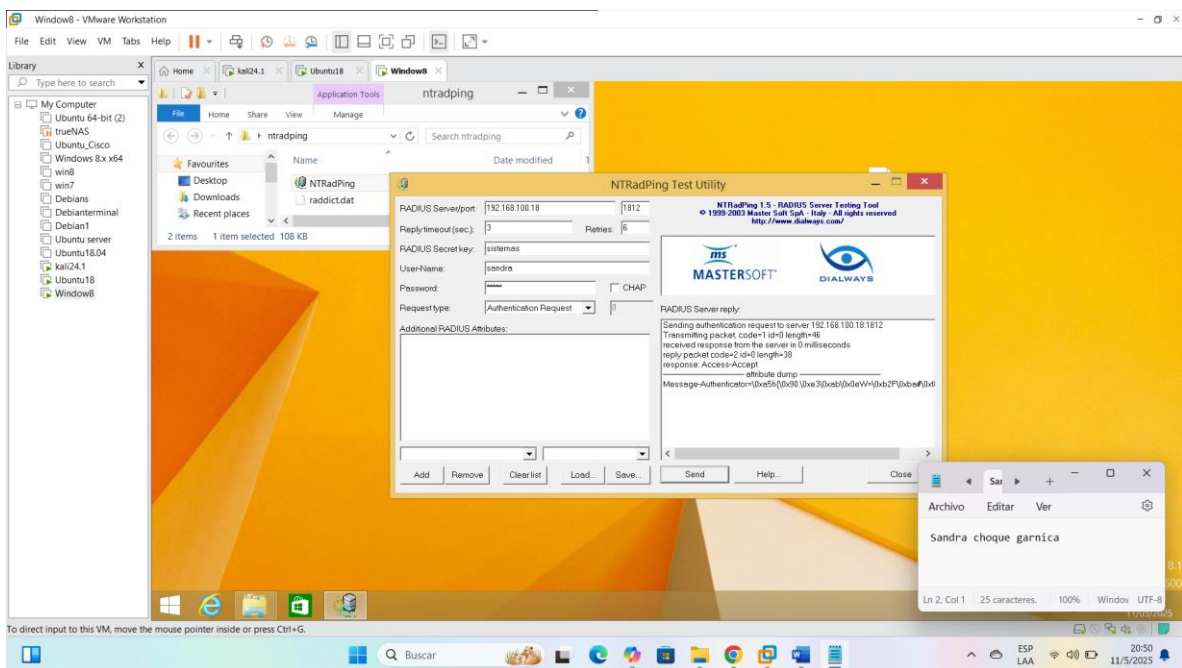 Window8 - VMware Workstation
File Edit View VM Tabs Help
Library
Type here to search
My Computer
Ubuntu 64-bit (2)
trueNAS
Ubuntu_Cisco
Windows 8.x x64
win8
win7
Debians
Debianterminal
Debian1
Ubuntu server
Ubuntu18.04
kali24.1
Ubuntu18
Window8
Home kali24.1 Ubuntu18 Window8
Application Tools ntradping
File Home Share View Manage
ntradping Search ntradping
Favourites
Desktop
Downloads
Recent places
Name Date modified
NTRadPing
raddict.dat
2 items 1 item selected 108 KB
NTRadPing Test Utility
RADIUS Server/port: 192.168.100.18 1812
Reply timeout (sec.): 3 Retries: 6
RADIUS Secret key: sistemas
User-Name: sandra
Password: ***** CHAP
Request type: Authentication Request 0
Additional RADIUS Attributes:
Add Remove Clear list Load... Save...
NTRadPing 1.5 - RADIUS Server Testing Tool
© 1999-2003 Master Soft SpA - Italy - All rights reserved
http://www.dialways.com/
ms
MASTERSOFT
DIALWAYS
RADIUS Server reply:
Sending authentication request to server 192.168.100.18:1812
Transmitting packet, code=1 id=0 length=46
received response from the server in 0 milliseconds
reply packet code=2 id=0 length=38
response: Access-Accept
attribute dump
Send Help... Close
Sar
Archivo Editar Ver
Sandra choque garnica
Ln 2, Col 1 25 caracteres. 100% Window UTF-8
8.1
11/05/2025
To direct input to this VM, move the mouse pointer inside or press Ctrl+G.
Buscar
ESP
LAA
20:50
11/5/2025